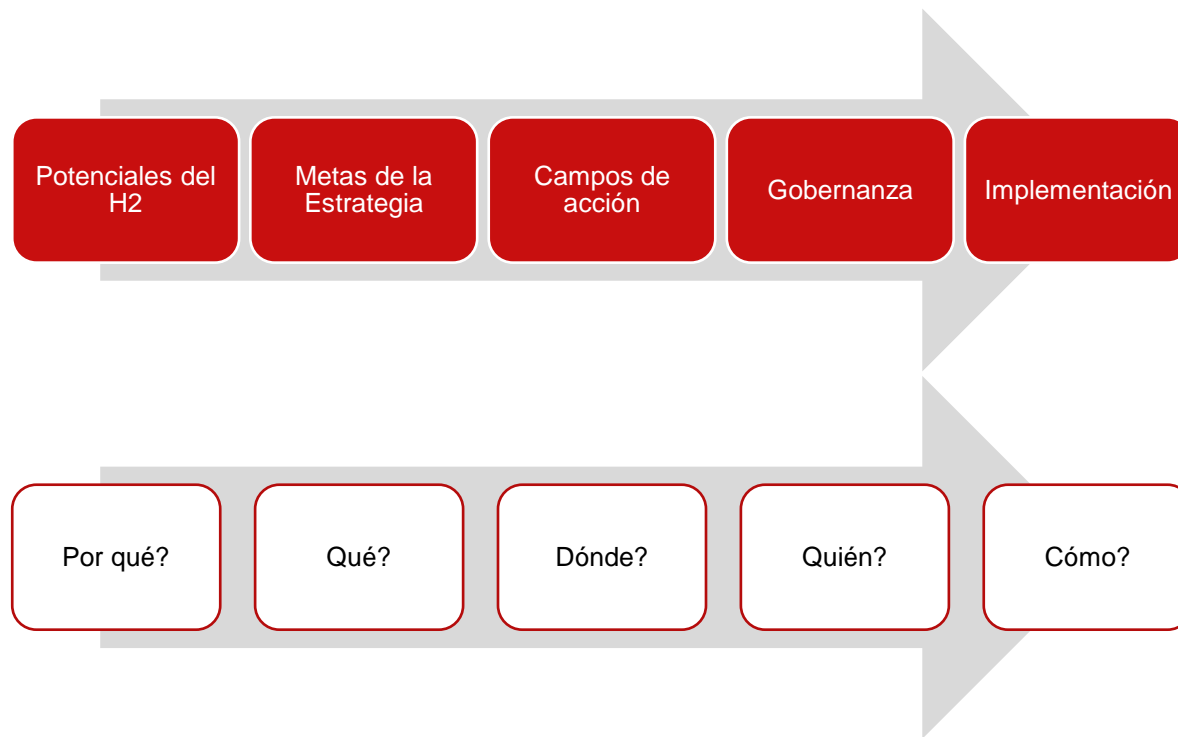 Potenciales del
H2
Metas de la
Estrategia
Campos de
acción
Gobernanza
Implementación
Por qué?
Qué?
Dónde?
Quién?
Cómo?